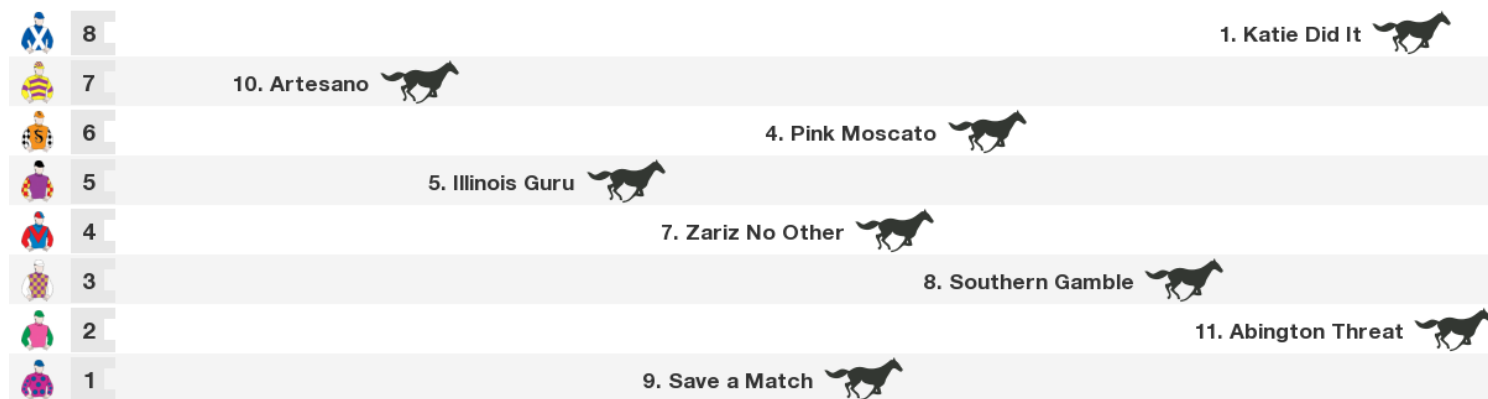 8 1. Katie Did It
7 10. Artesano
S
6 4. Pink Moscato
5 5. Illinois Guru
4 7. Zariz No Other
3 8. Southern Gamble
2 11. Abington Threat
1 9. Save a Match